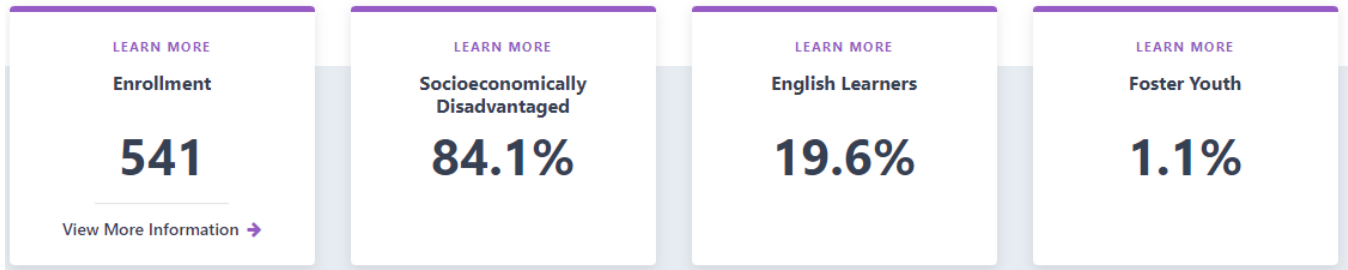 LEARN MORE
Enrollment
541
View More Information
LEARN MORE
Socioeconomically
Disadvantaged
84.1%
LEARN MORE
English Learners
19.6%
LEARN MORE
Foster Youth
1.1%